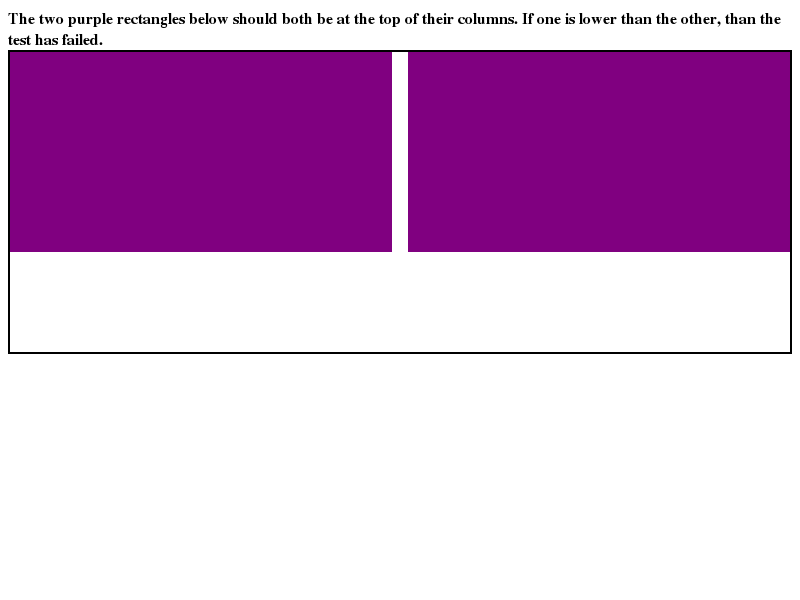 The two purple rectangles below should both be at the top of their columns. If one is lower than the other, than the
test has failed.